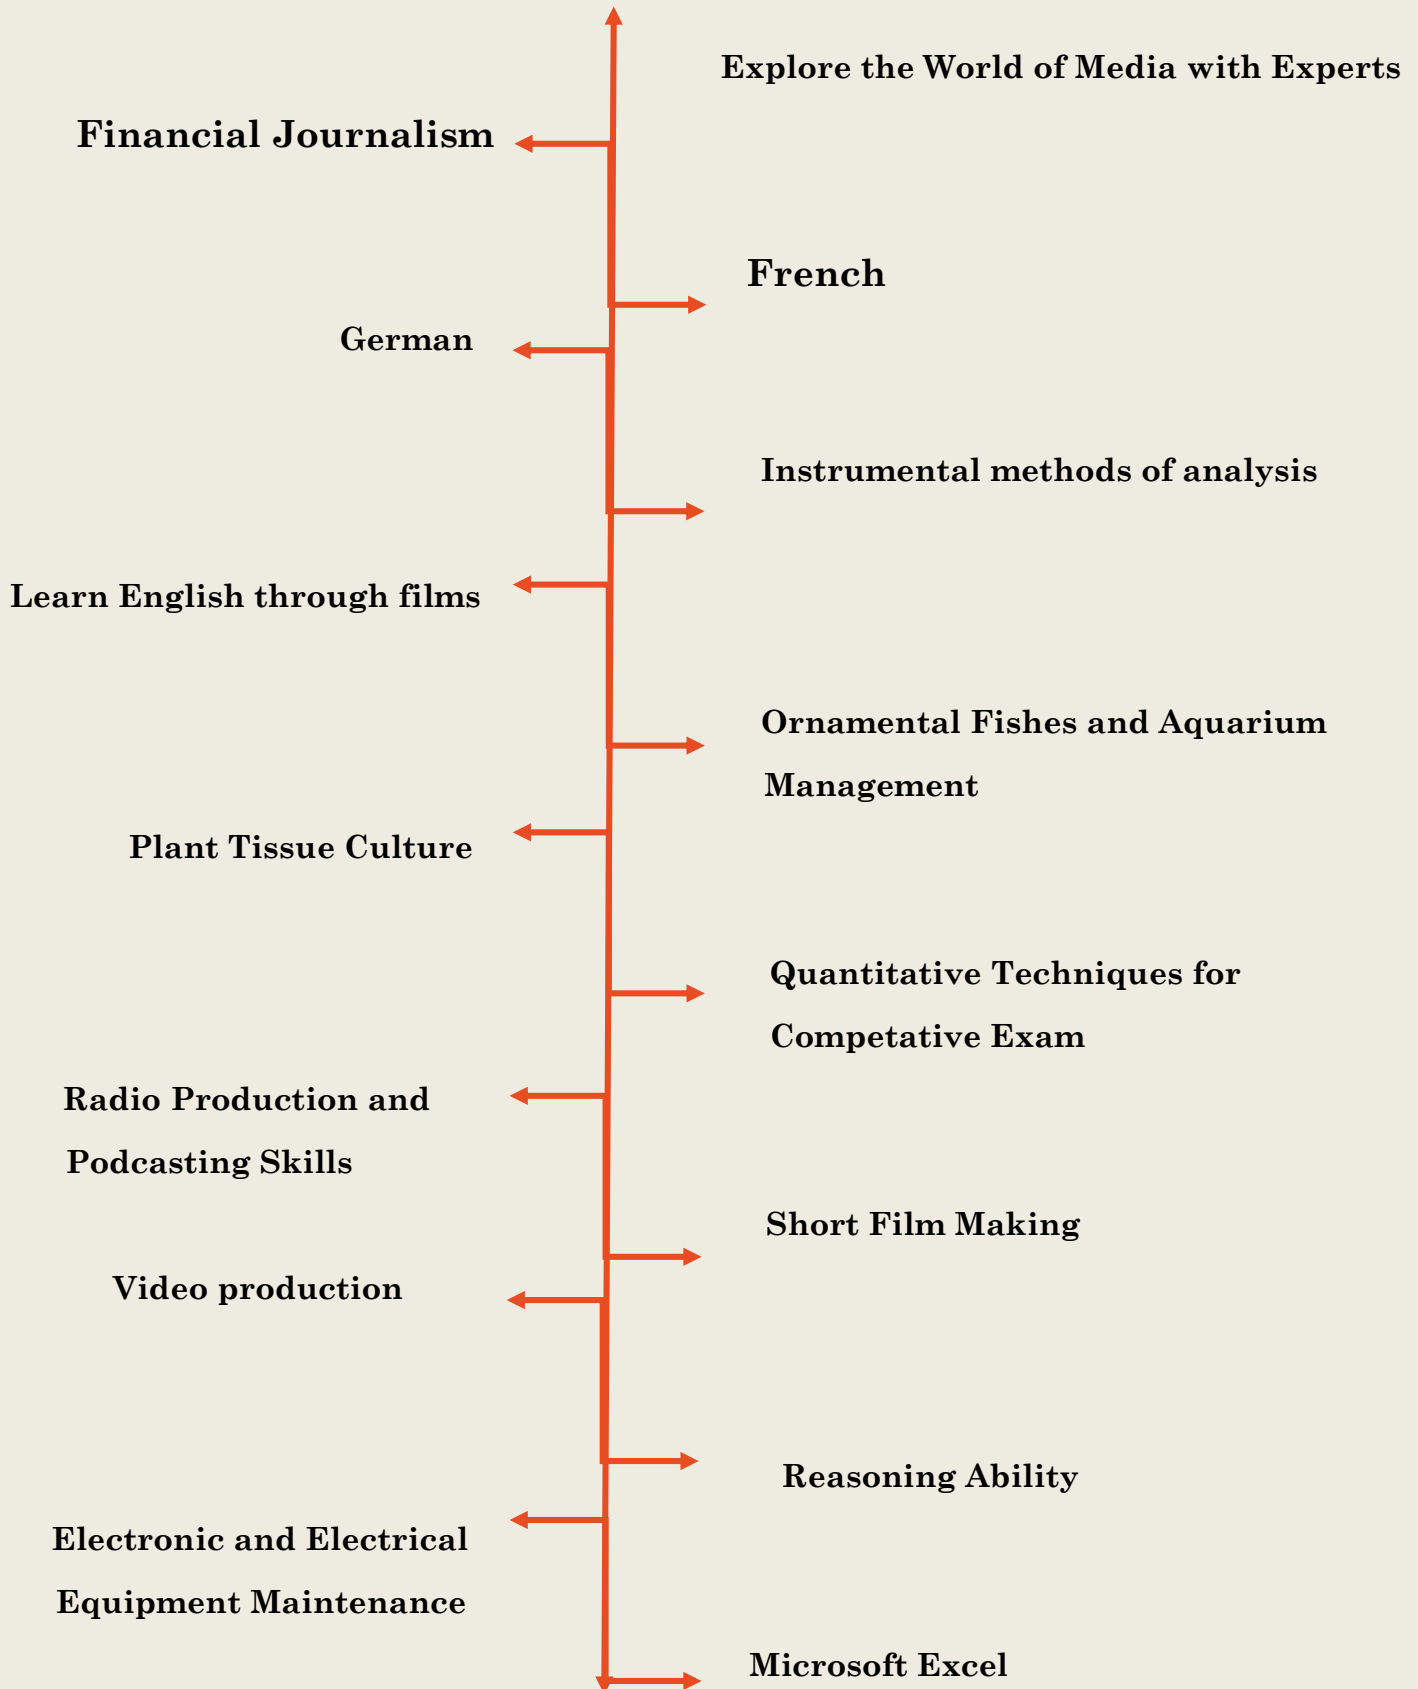 Explore the World of Media with Experts
Financial Journalism
French
German
Instrumental methods of analysis
Learn English through films
Ornamental Fishes and Aquarium
Management
Plant Tissue Culture
Quantitative Techniques for
Competative Exam
Radio Production and
Podcasting Skills
Short Film Making
Video production
Reasoning Ability
Electronic and Electrical
Equipment Maintenance
Microsoft Excel